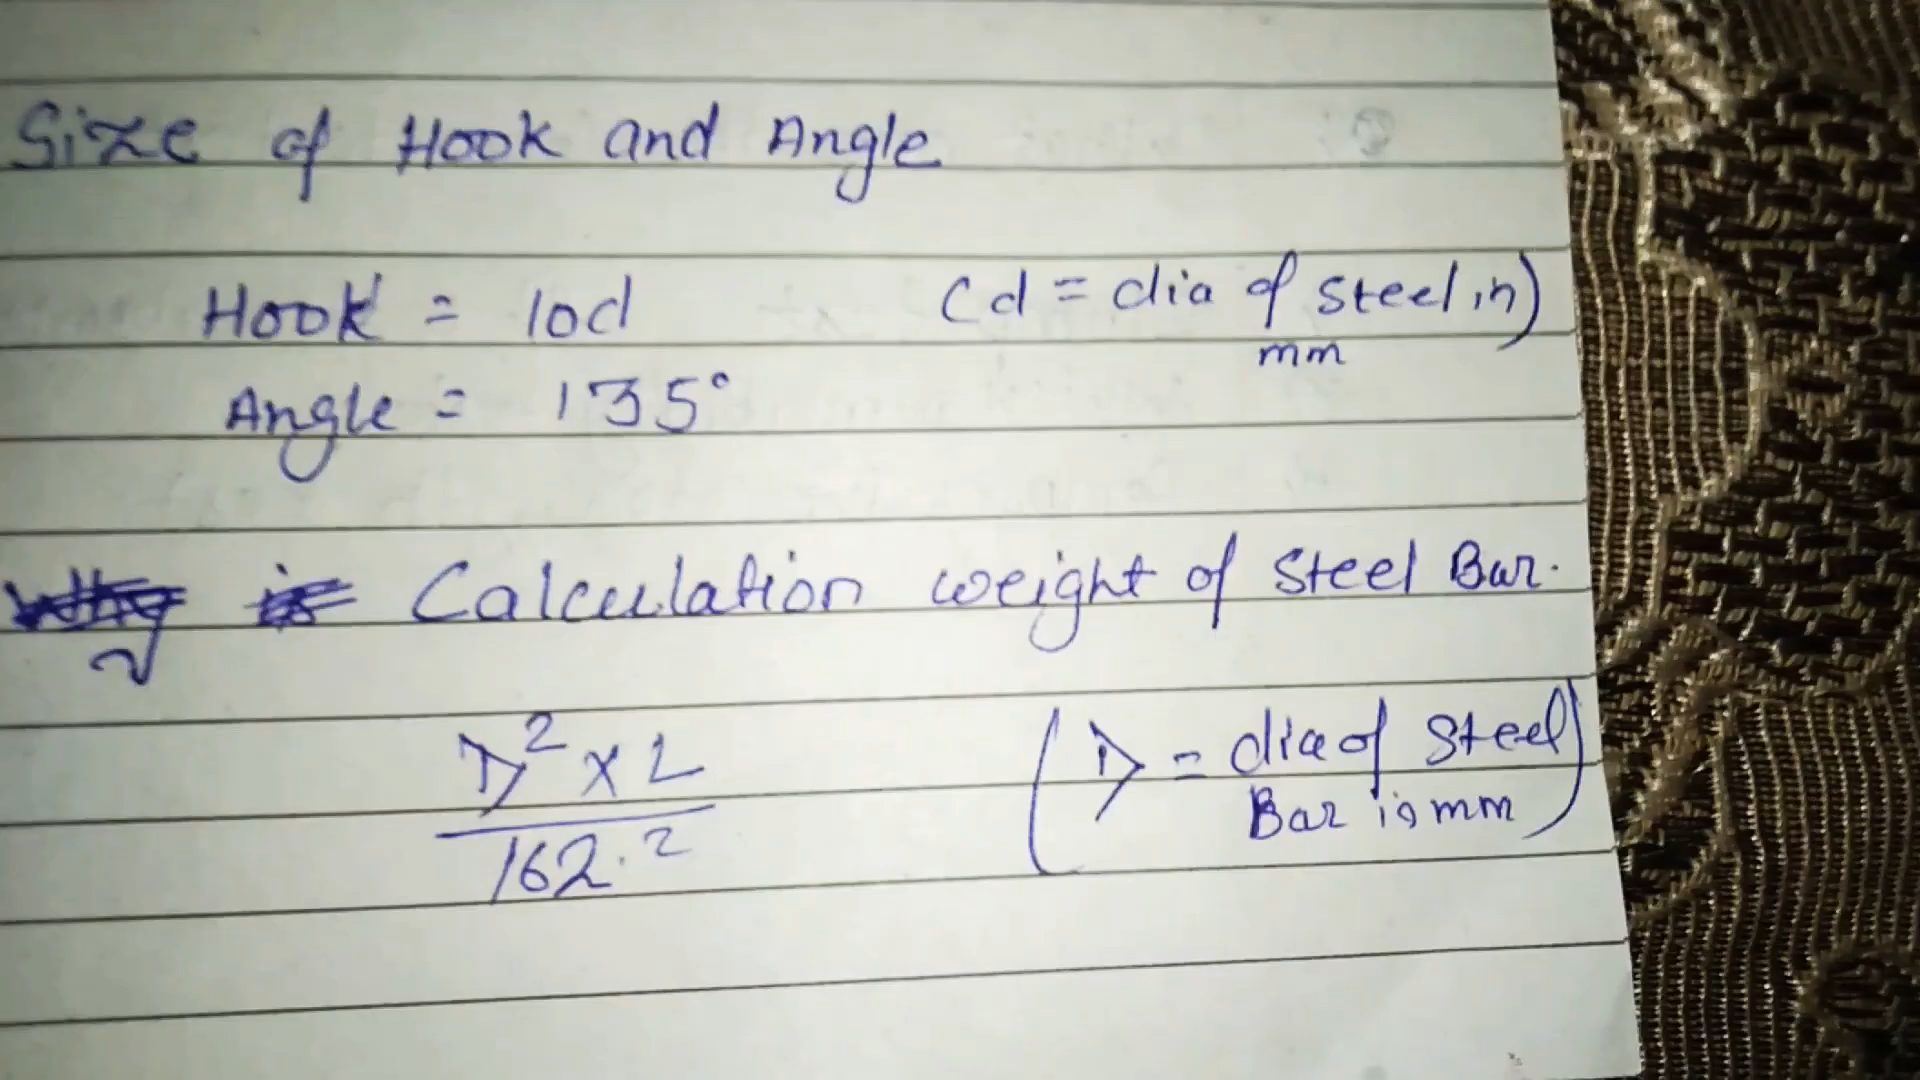 Size of Hook and Angle
Hook = 10d (d = dia of steel in)
mm
Angle = 135°
Calculation weight of Steel Bar.
D² × L
162.2
(D = dia of Steel
Bar in mm)